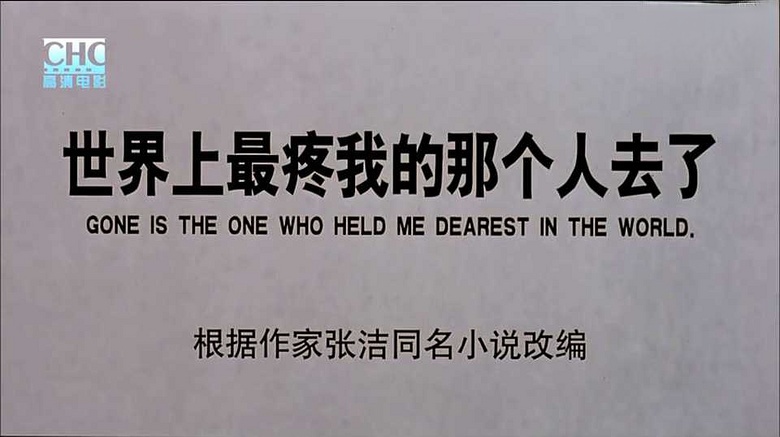 CHC
高清电影
世界上最疼我的那个人去了
GONE IS THE ONE WHO HELD ME DEAREST IN THE WORLD.
根据作家张洁同名小说改编